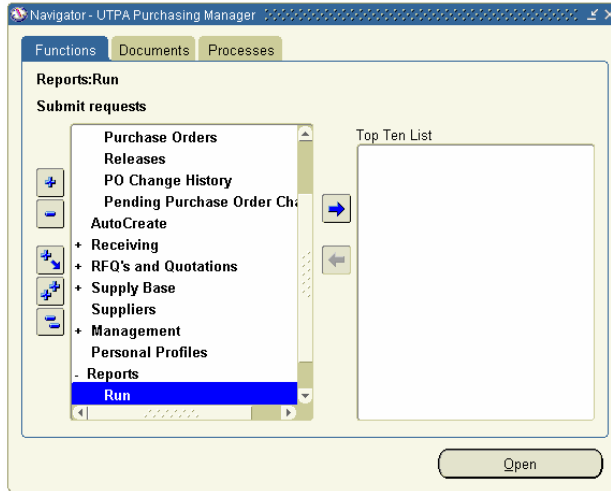 Navigator - UTPA Purchasing Manager
Functions Documents Processes
Reports:Run
Submit requests
Top Ten List
Purchase Orders
Releases
PO Change History
Pending Purchase Order Cha
AutoCreate
+ Receiving
+ RFQ's and Quotations
+ Supply Base
Suppliers
+ Management
Personal Profiles
- Reports
Run
Open